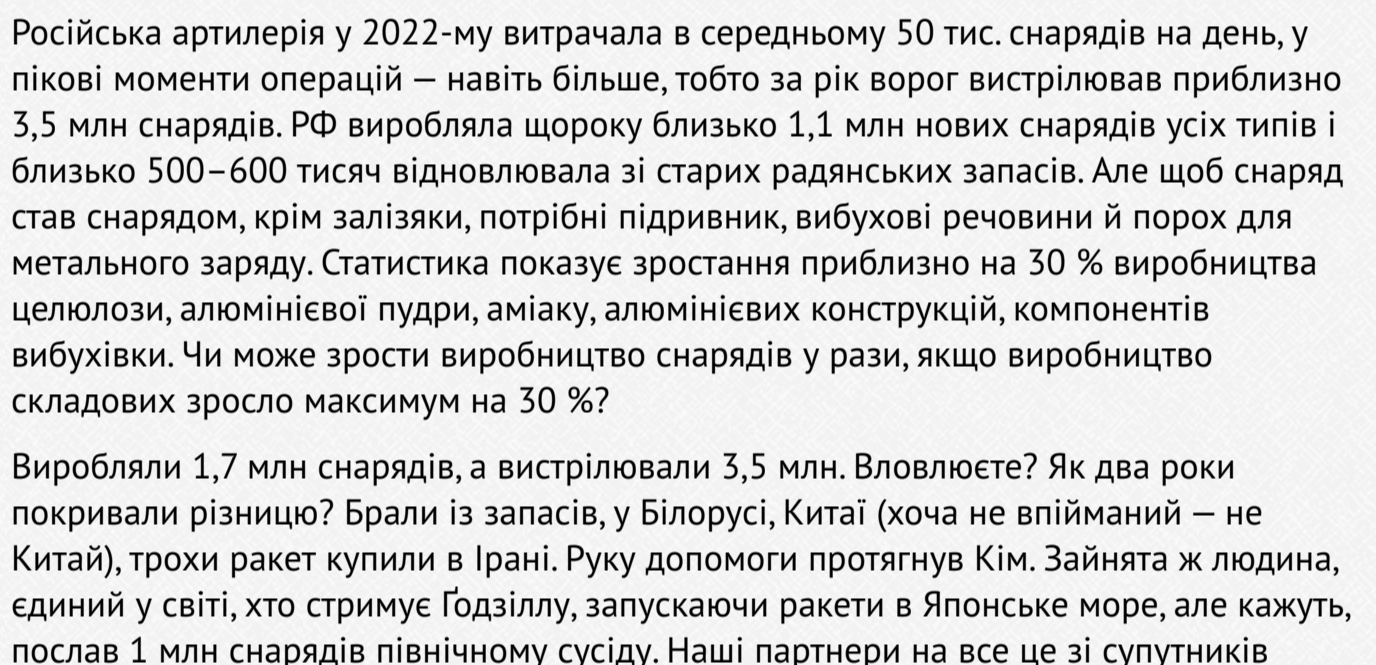 Російська артилерія у 2022-му витрачала в середньому 50 тис. снарядів на день, у
пікові моменти операцій — навіть більше, тобто за рік ворог вистрілював приблизно
3,5 млн снарядів. РФ виробляла щороку близько 1,1 млн нових снарядів усіх типів і
близько 500–600 тисяч відновлювала зі старих радянських запасів. Але щоб снаряд
став снарядом, крім залізяки, потрібні підривник, вибухові речовини й порох для
метального заряду. Статистика показує зростання приблизно на 30 % виробництва
целюлози, алюмінієвої пудри, аміаку, алюмінієвих конструкцій, компонентів
вибухівки. Чи може зрости виробництво снарядів у рази, якщо виробництво
складових зросло максимум на 30 %?
Виробляли 1,7 млн снарядів, а вистрілювали 3,5 млн. Вловлюєте? Як два роки
покривали різницю? Брали із запасів, у Білорусі, Китаї (хоча не впійманий — не
Китай), трохи ракет купили в Ірані. Руку допомоги протягнув Кім. Зайнята ж людина,
єдиний у світі, хто стримує Ґодзіллу, запускаючи ракети в Японське море, але кажуть,
послав 1 млн снарядів північному сусіду. Наші партнери на все це зі супутників